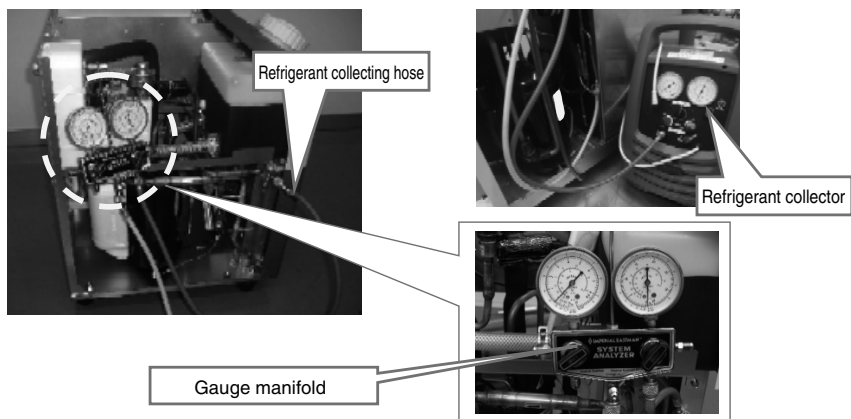 Refrigerant collecting hose
Refrigerant collector
IMPERIAL EASTMAN
SYSTEM
ANALYZER
Gauge manifold